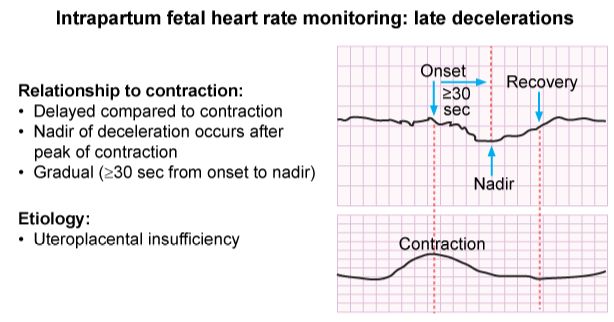 Intrapartum fetal heart rate monitoring: late decelerations
Relationship to contraction:
• Delayed compared to contraction
• Nadir of deceleration occurs after
peak of contraction
• Gradual (≥30 sec from onset to nadir)
Etiology:
• Uteroplacental insufficiency
Onset
≥30
sec
Recovery
Nadir
Contraction